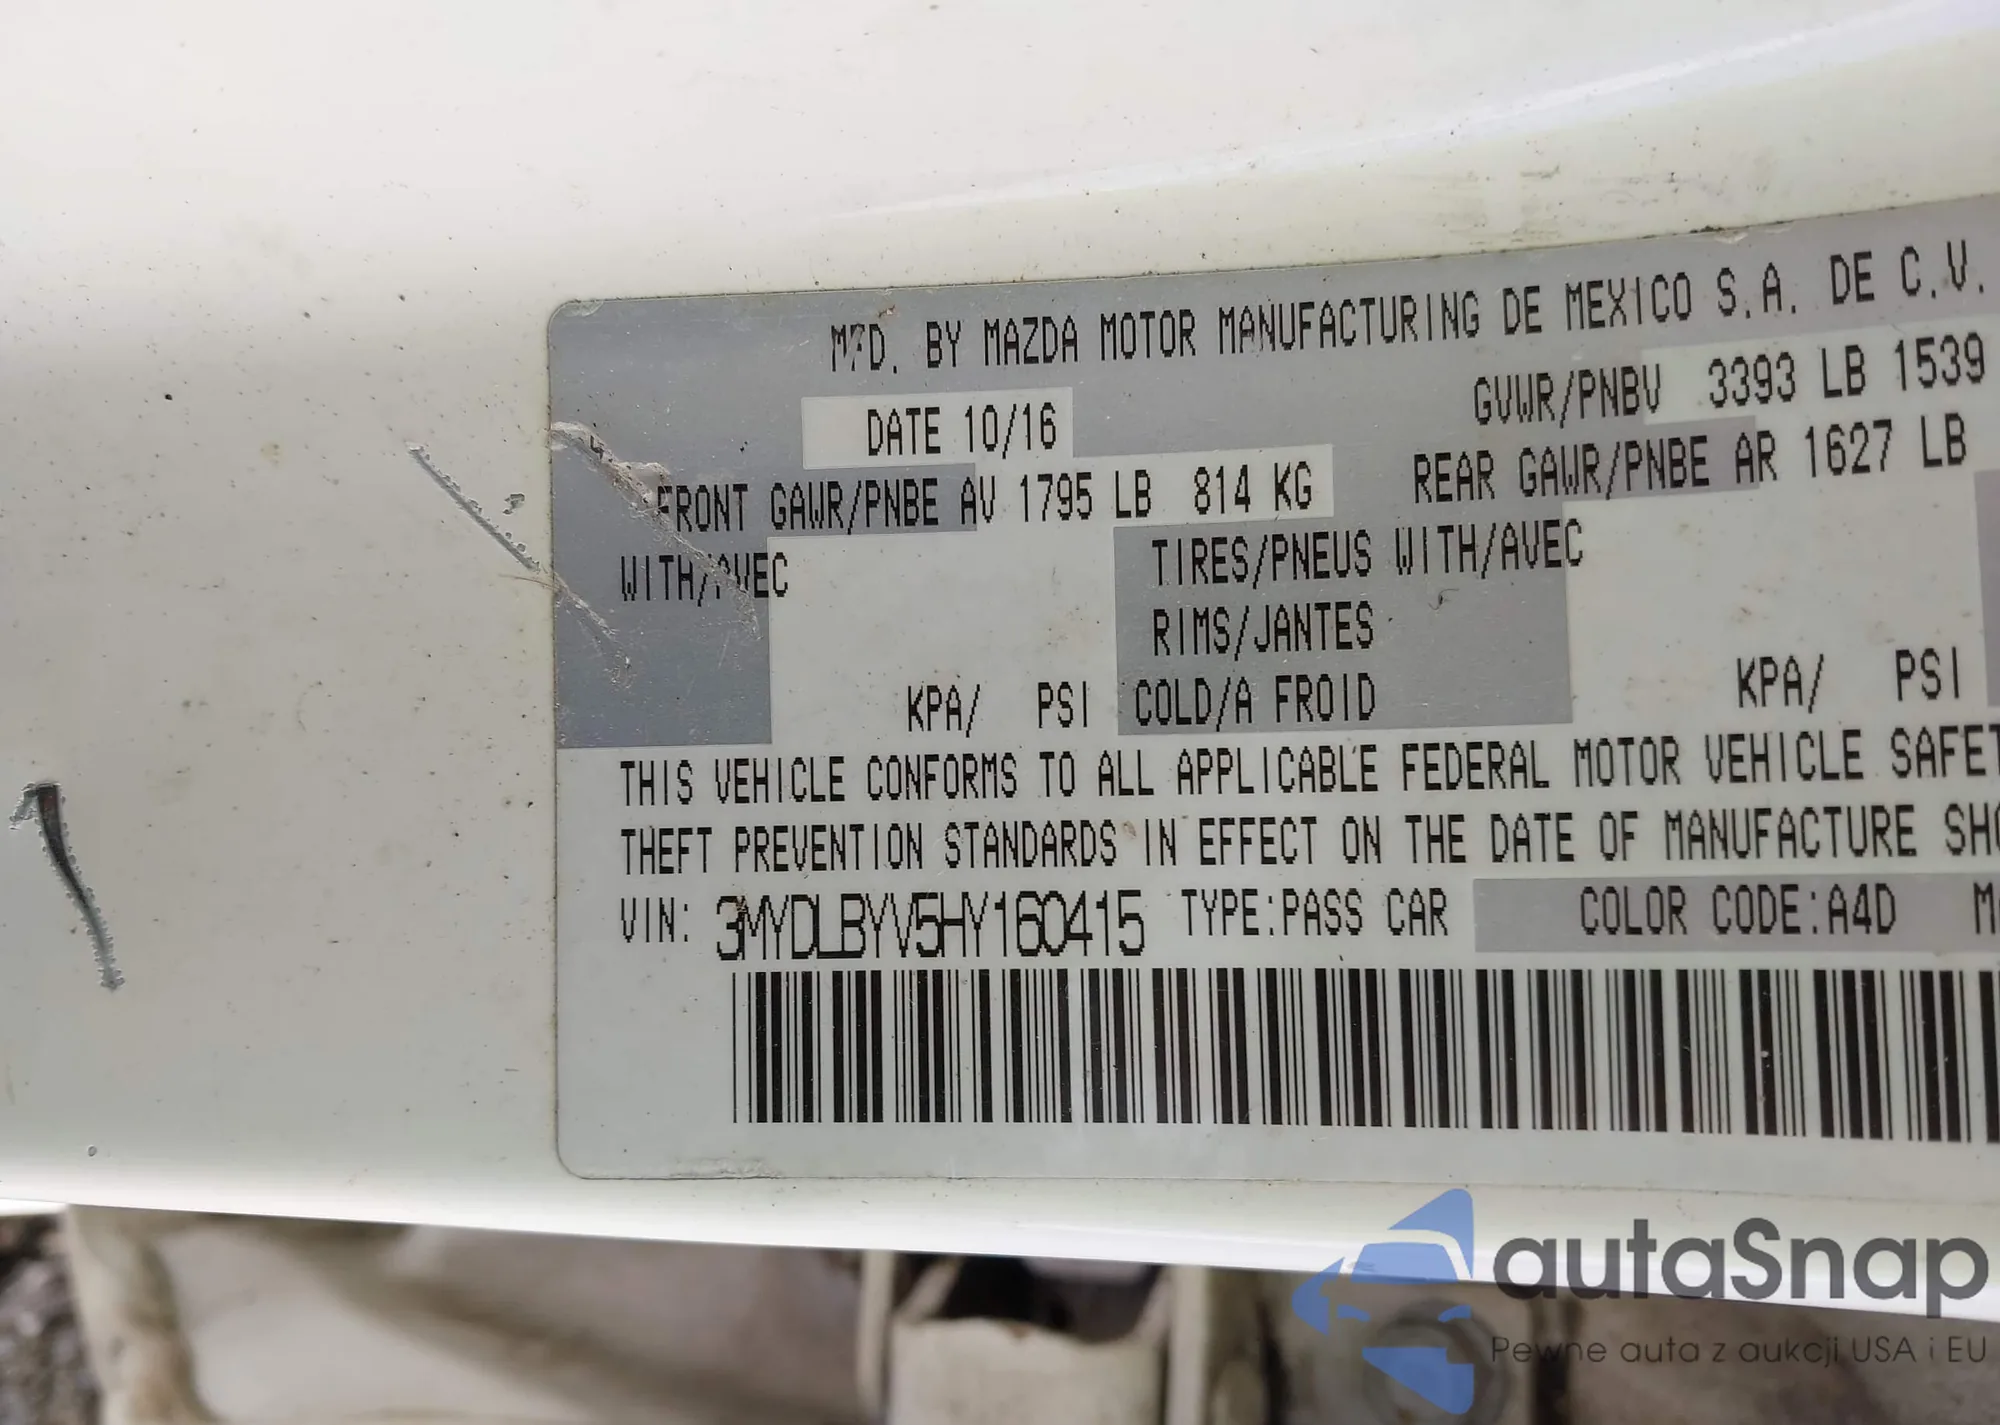 MFD. BY MAZDA MOTOR MANUFACTURING DE MEXICO S.A. DE C.V.
DATE 10/16 GVWR/PNBV 3393 LB 1539
FRONT GAWR/PNBE AV 1795 LB 814 KG REAR GAWR/PNBE AR 1627 LB
WITH/AVEC TIRES/PNEUS WITH/AVEC
RIMS/JANTES
KPA/ PSI COLD/A FROID KPA/ PSI
THIS VEHICLE CONFORMS TO ALL APPLICABLE FEDERAL MOTOR VEHICLE SAFET
THEFT PREVENTION STANDARDS IN EFFECT ON THE DATE OF MANUFACTURE SHO
VIN: 3MYDLBYV5HY160415 TYPE:PASS CAR COLOR CODE:A4D
autaSnap
Pewne auta z aukcji USA i EU